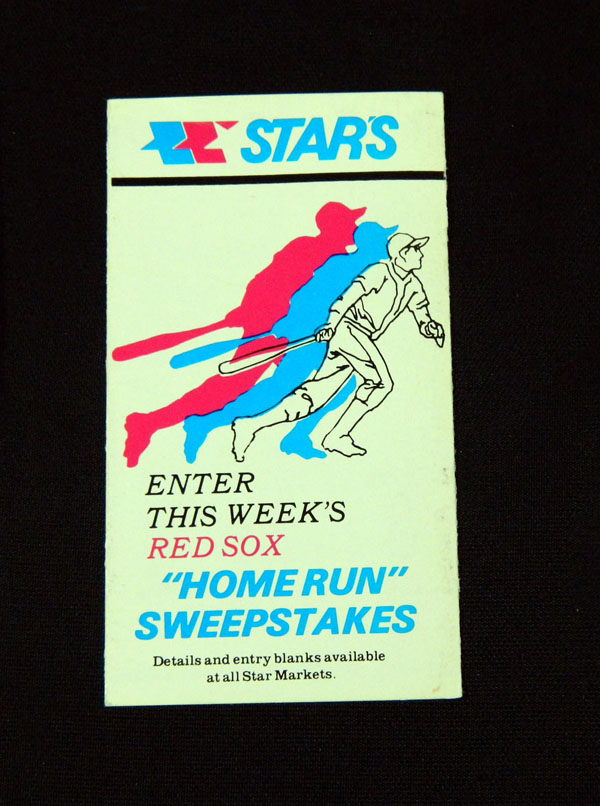 STAR'S
ENTER
THIS WEEK'S
RED SOX
"HOME RUN"
SWEEPSTAKES
Details and entry blanks available
at all Star Markets.